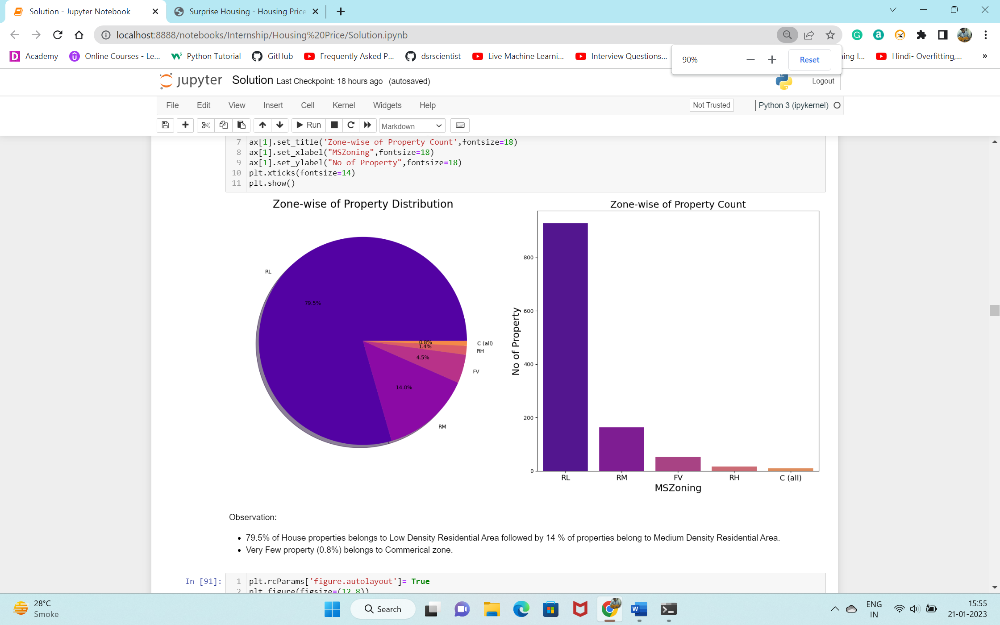 Solution - Jupyter Notebook
Surprise Housing - Housing Price
localhost:8888/notebooks/Internship/Housing%20Price/Solution.ipynb
Academy
Online Courses - Le...
Python Tutorial
GitHub
Frequently Asked P...
dsrscientist
Live Machine Learni...
Interview Questions...
ing I...
Hindi- Overfitting,...
»
90%
Reset
jupyter Solution Last Checkpoint: 18 hours ago (autosaved)
Logout
File Edit View Insert Cell Kernel Widgets Help
Not Trusted
Python 3 (ipykernel)
Run
Markdown
7 ax[1].set_title('Zone-wise of Property Count',fontsize=18)
8 ax[1].set_xlabel("MSZoning",fontsize=18)
9 ax[1].set_ylabel("No of Property",fontsize=18)
10 plt.xticks(fontsize=14)
11 plt.show()
Zone-wise of Property Distribution
RL
79.5%
0.8%
1.4%
4.5%
14.0%
C (all)
RH
FV
RM
Zone-wise of Property Count
No of Property
800
600
400
200
0
RL RM FV RH C (all)
MSZoning
Observation:
• 79.5% of House properties belongs to Low Density Residential Area followed by 14 % of properties belong to Medium Density Residential Area.
• Very Few property (0.8%) belongs to Commerical zone.
In [91]:
1 plt.rcParams['figure.autolayout']= True
2 plt.figure(figsize=(12,8))
28°C
Smoke
Search
ENG
IN
15:55
21-01-2023